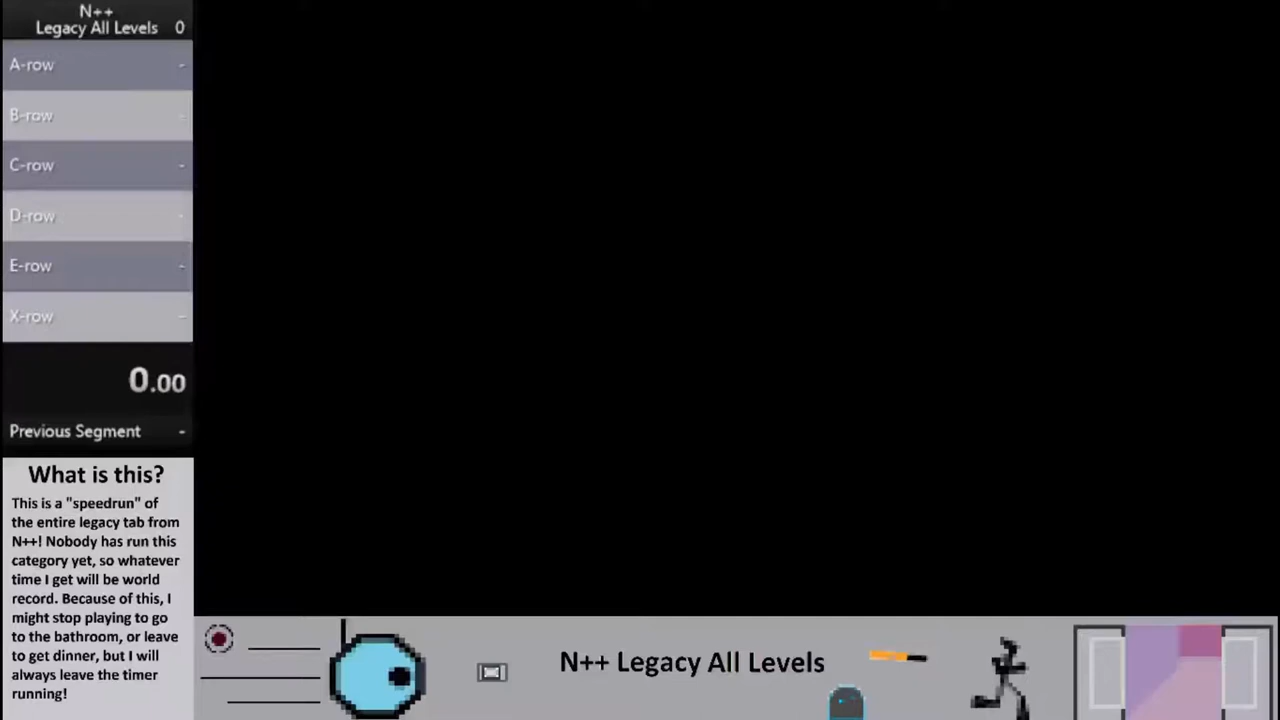 N++
Legacy All Levels 0
A-row -
B-row -
C-row -
D-row -
E-row -
X-row -
0.00
Previous Segment -
What is this?
This is a "speedrun" of
the entire legacy tab from
N++! Nobody has run this
category yet, so whatever
time I get will be world
record. Because of this, I
might stop playing to go
to the bathroom, or leave
to get dinner, but I will
always leave the timer
running!
N++ Legacy All Levels